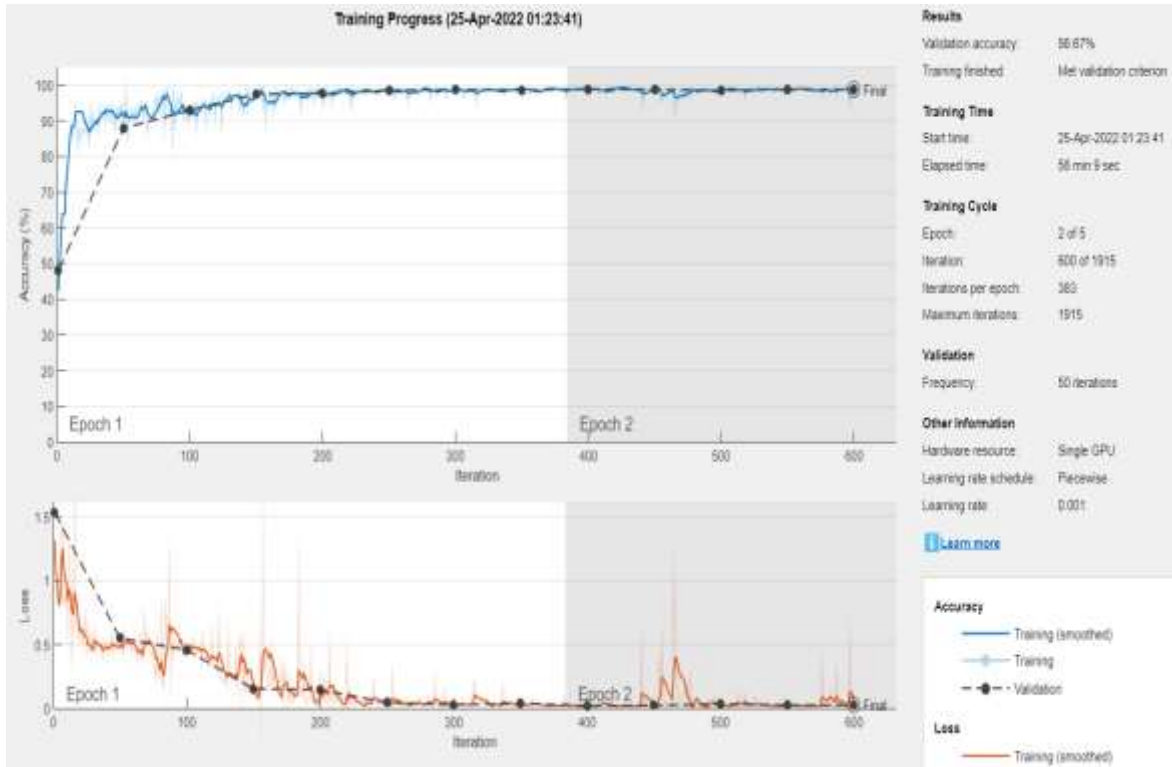 Training Progress (25-Apr-2022 01:23:41)
Accuracy (%)
100
90
80
70
60
50
40
30
20
10
0
Final
Epoch 1
Epoch 2
0 100 200 300 400 500 600
Iteration
Loss
1.5
1
0.5
0
Epoch 1
Epoch 2
Final
0 100 200 300 400 500 600
Iteration
Results
Validation accuracy:
Training finished: Met validation criterion
Training Time
Start time: 25-Apr-2022 01:23:41
Elapsed time: min 9 sec
Training Cycle
Epoch: 2 of 5
Iteration: 600 of 1915
Iterations per epoch: 383
Maximum iterations: 1915
Validation
Frequency: 50 iterations
Other Information
Hardware resource: Single GPU
Learning rate schedule: Piecewise
Learning rate: 0.001
i Learn more
Accuracy
Training (smoothed)
Training
Validation
Loss
Training (smoothed)